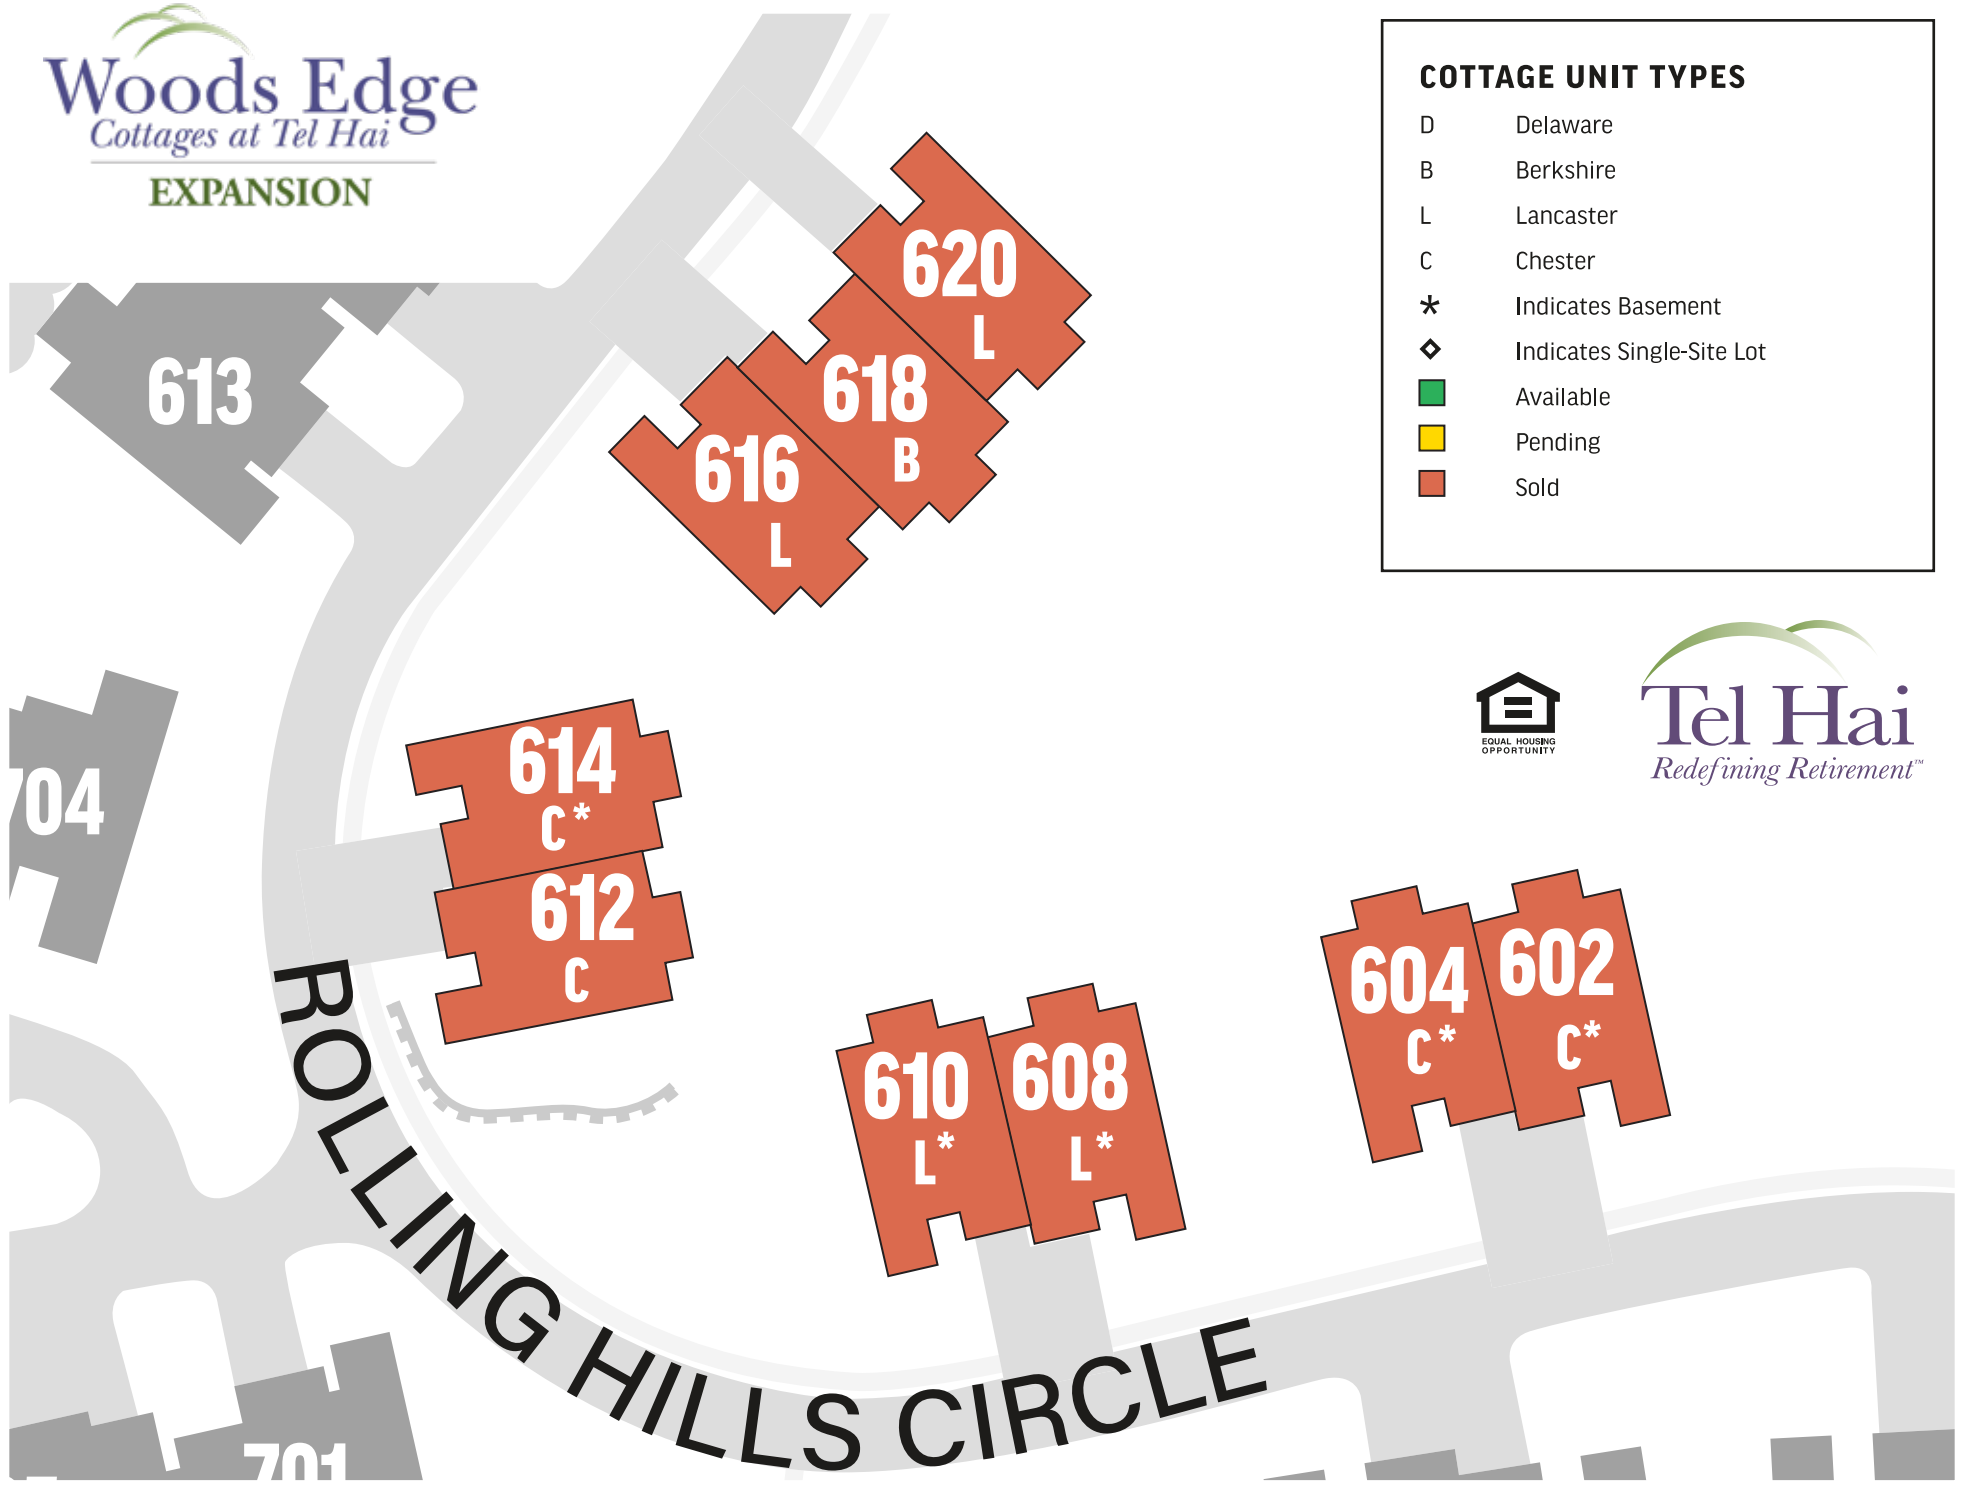 Woods Edge
Cottages at Tel Hai
EXPANSION
COTTAGE UNIT TYPES
D Delaware
B Berkshire
L Lancaster
C Chester
* Indicates Basement
◇ Indicates Single-Site Lot
Available
Pending
Sold
620
L
618
B
616
L
613
EQUAL HOUSING
OPPORTUNITY
Tel Hai
Redefining Retirement™
614
C*
612
C
704
604
C*
602
C*
610
L*
608
L*
ROLLING HILLS CIRCLE
701